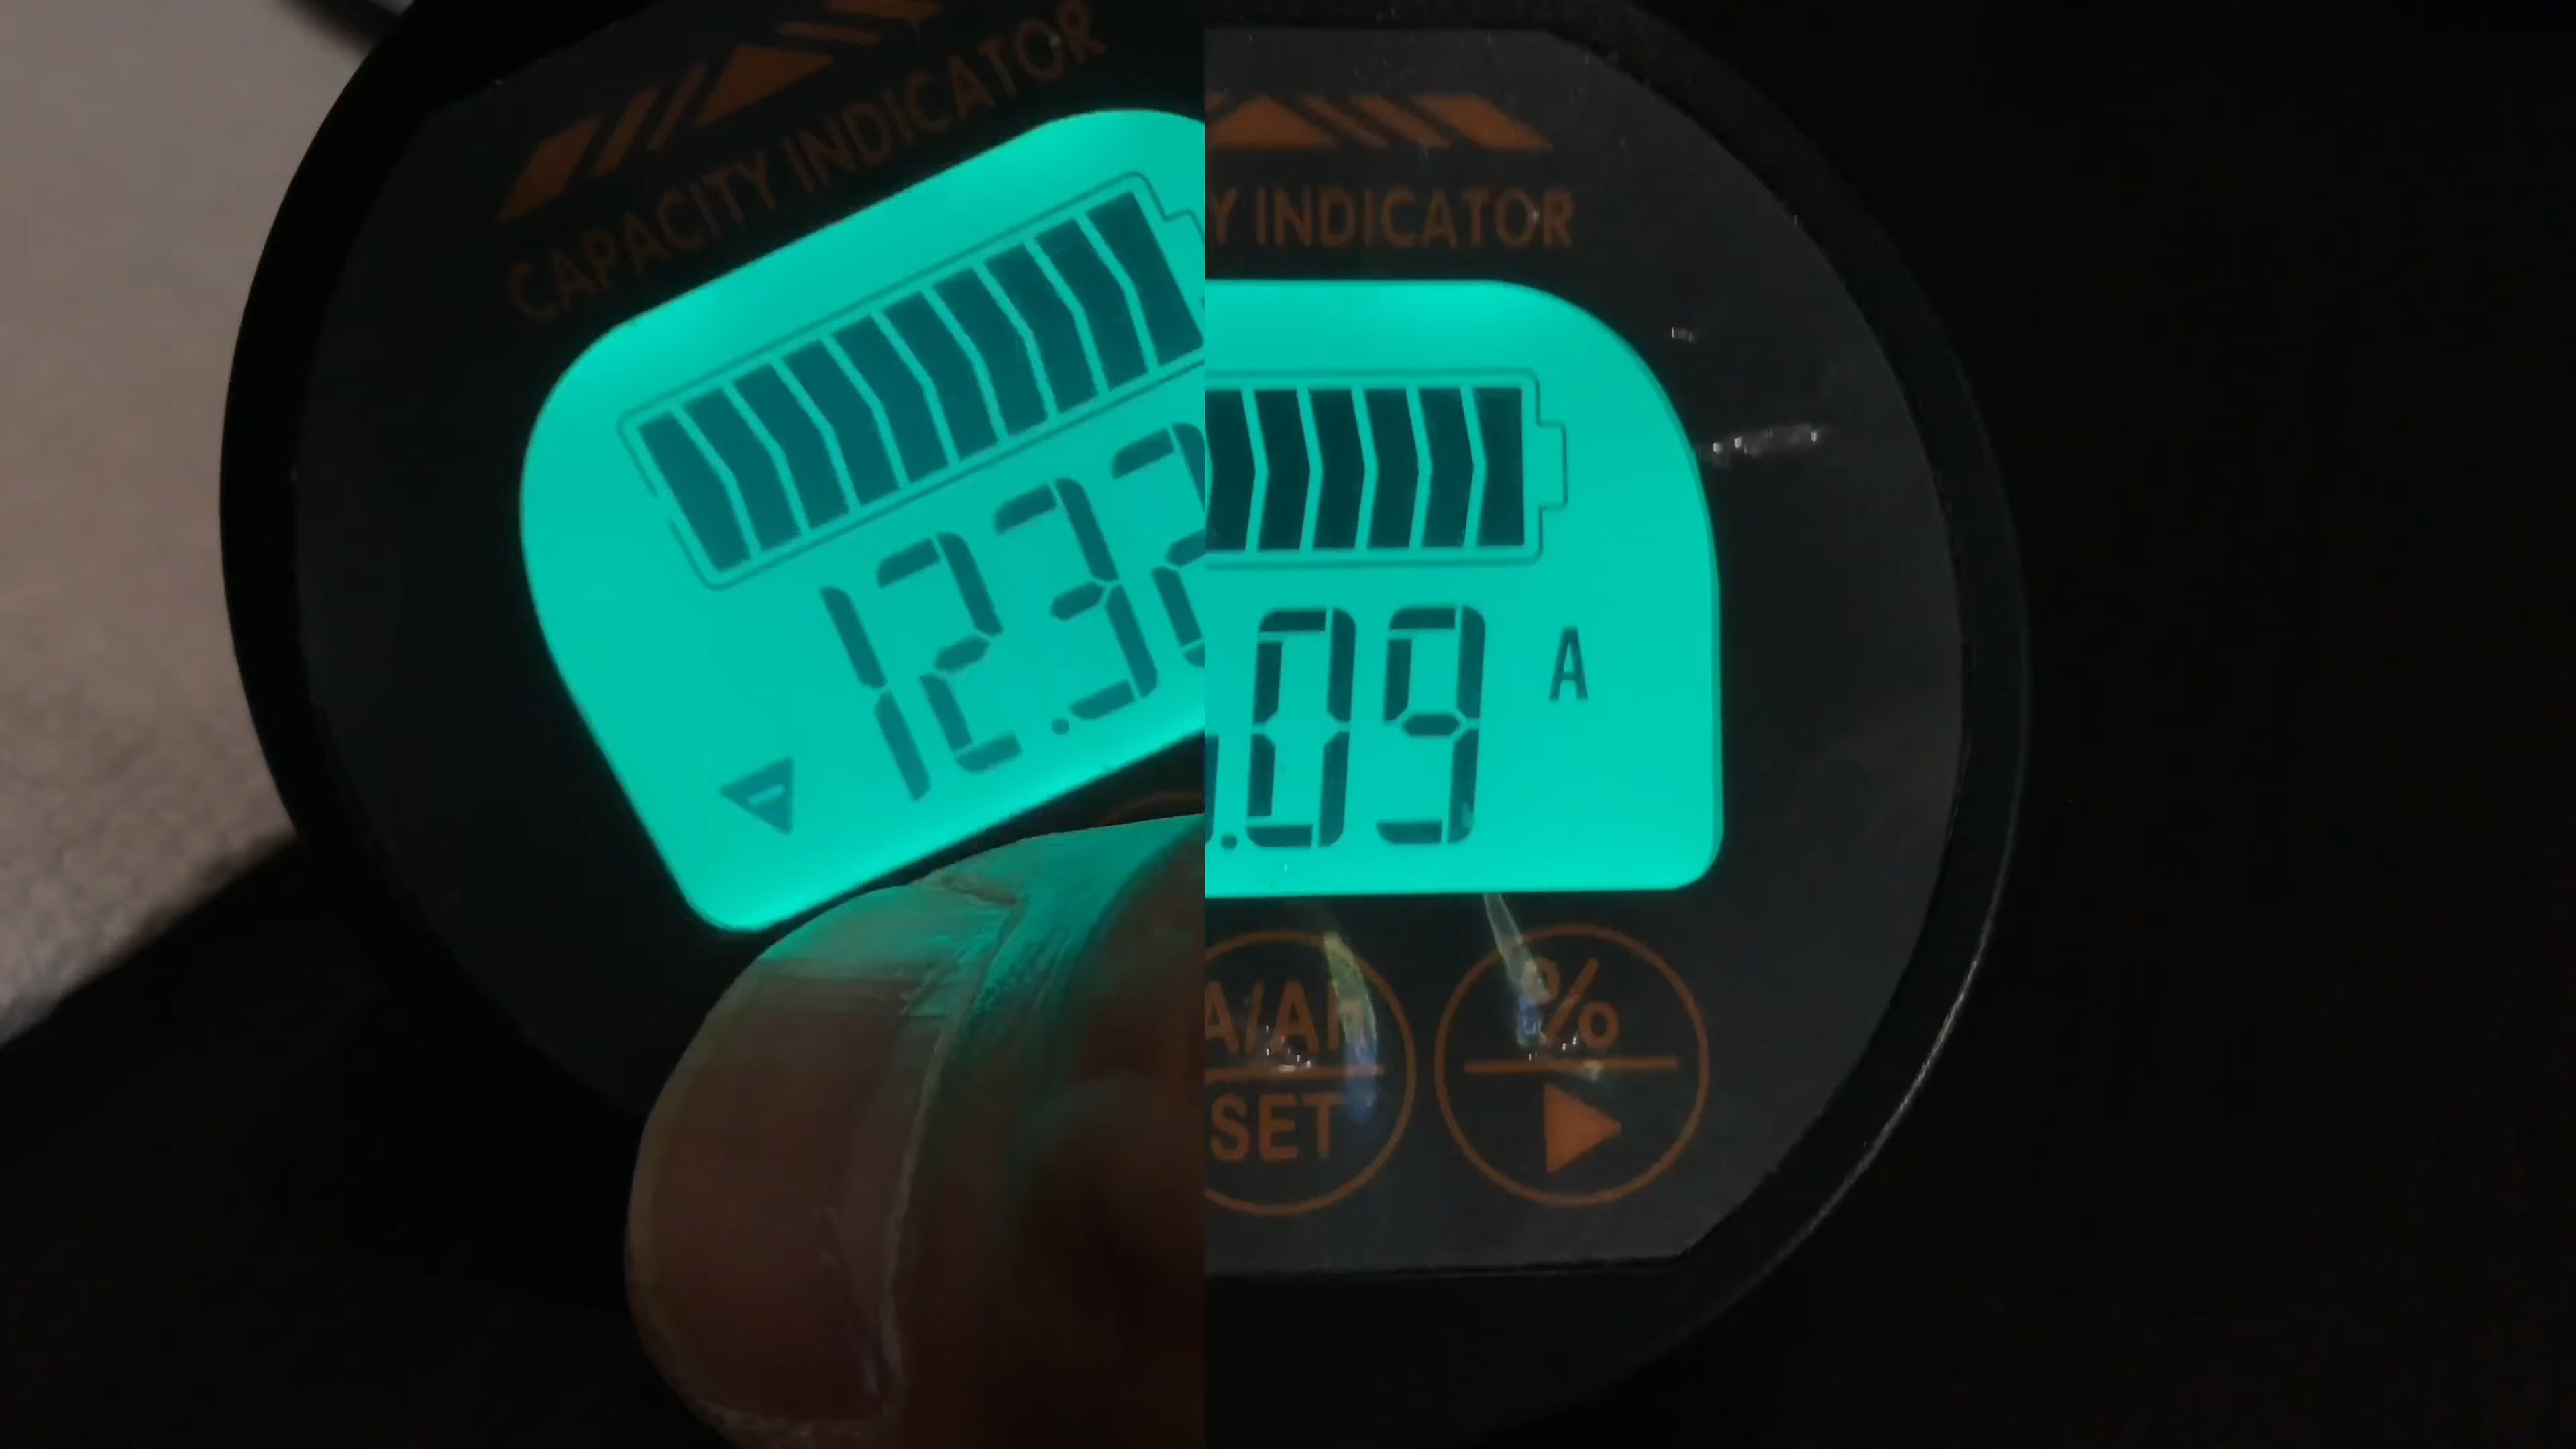 CAPACITY INDICATOR
12.3
Y INDICATOR
.09 A
A/AH
SET
%